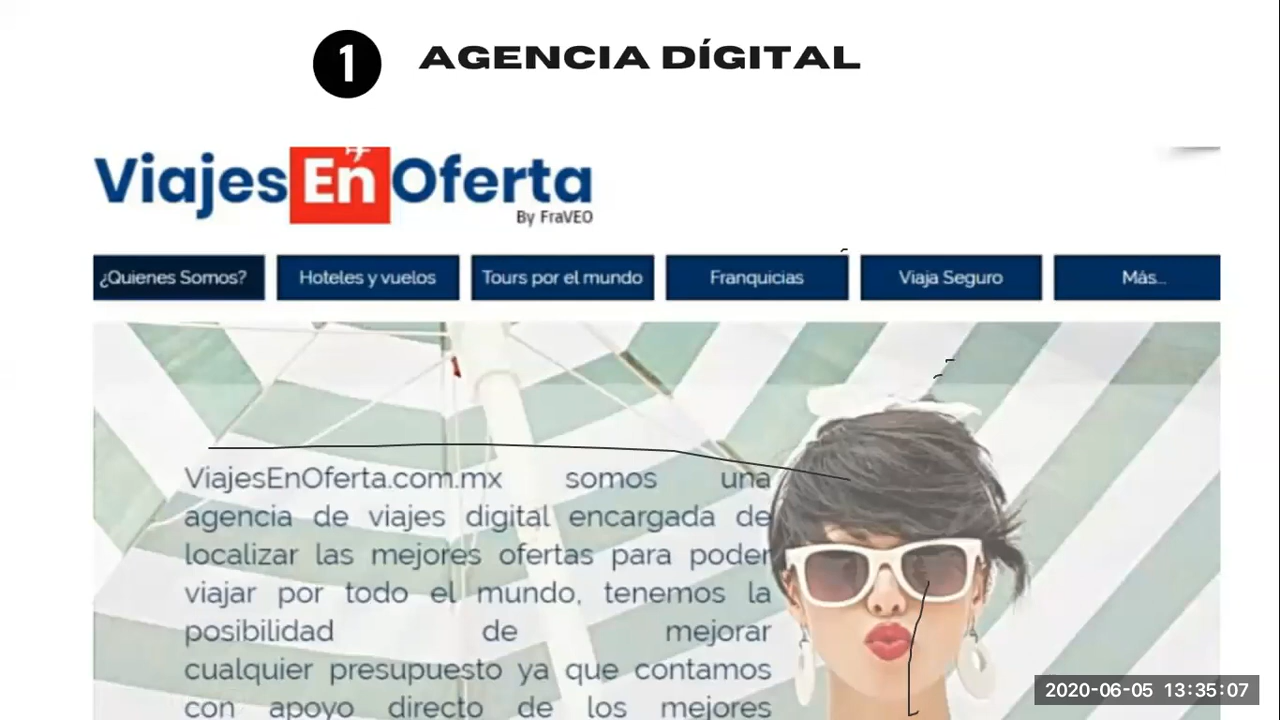 1 AGENCIA DÍGITAL
ViajesEnOferta
By FraVEO
¿Quienes Somos? Hoteles y vuelos Tours por el mundo Franquicias Viaja Seguro Más...
ViajesEnOferta.com.mx somos una
agencia de viajes digital encargada de
localizar las mejores ofertas para poder
viajar por todo el mundo, tenemos la
posibilidad de mejorar
cualquier presupuesto ya que contamos
con apoyo directo de los mejores
2020-06-05 13:35:07